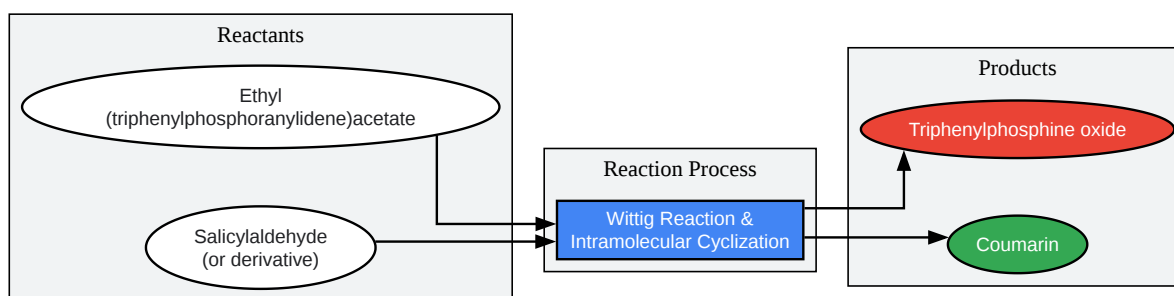 Reactants
Ethyl
(triphenylphosphoranylidene)acetate
Salicylaldehyde
(or derivative)
Reaction Process
Wittig Reaction &
Intramolecular Cyclization
Products
Triphenylphosphine oxide
Coumarin